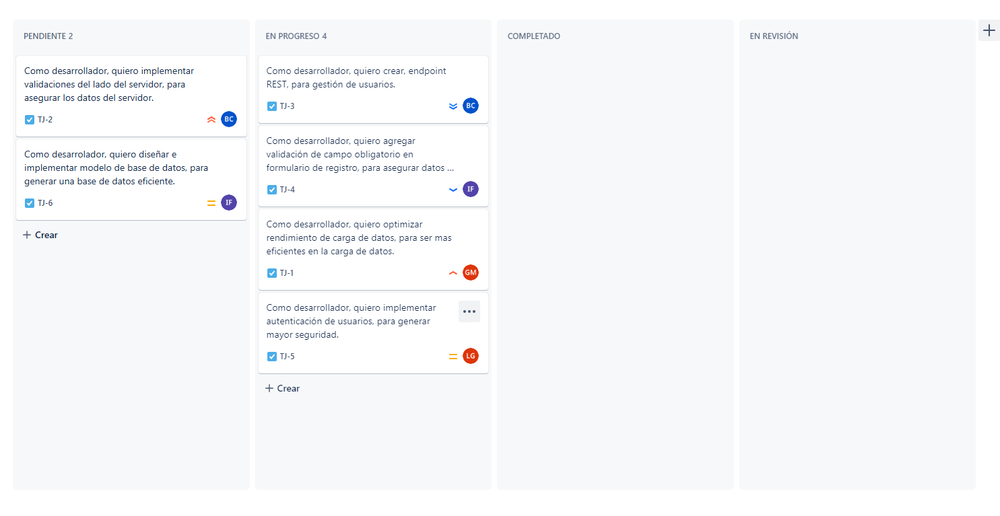 PENDIENTE 2
Como desarrollador, quiero implementar
validaciones del lado del servidor, para
asegurar los datos del servidor.
TJ-2
BC
Como desarrolador, quiero diseñar e
implementar modelo de base de datos, para
generar una base de datos eficiente.
TJ-6
IF
+ Crear
EN PROGRESO 4
Como desarrollador, quiero crear, endpoint
REST, para gestión de usuarios.
TJ-3
BC
Como desarrollador, quiero agregar
validación de campo obligatorio en
formulario de registro, para asegurar datos ...
TJ-4
IF
Como desarrollador, quiero optimizar
rendimiento de carga de datos, para ser mas
eficientes en la carga de datos.
TJ-1
GM
Como desarrollador, quiero implementar
autenticación de usuarios, para generar
mayor seguridad.
TJ-5
LG
+ Crear
COMPLETADO
EN REVISIÓN